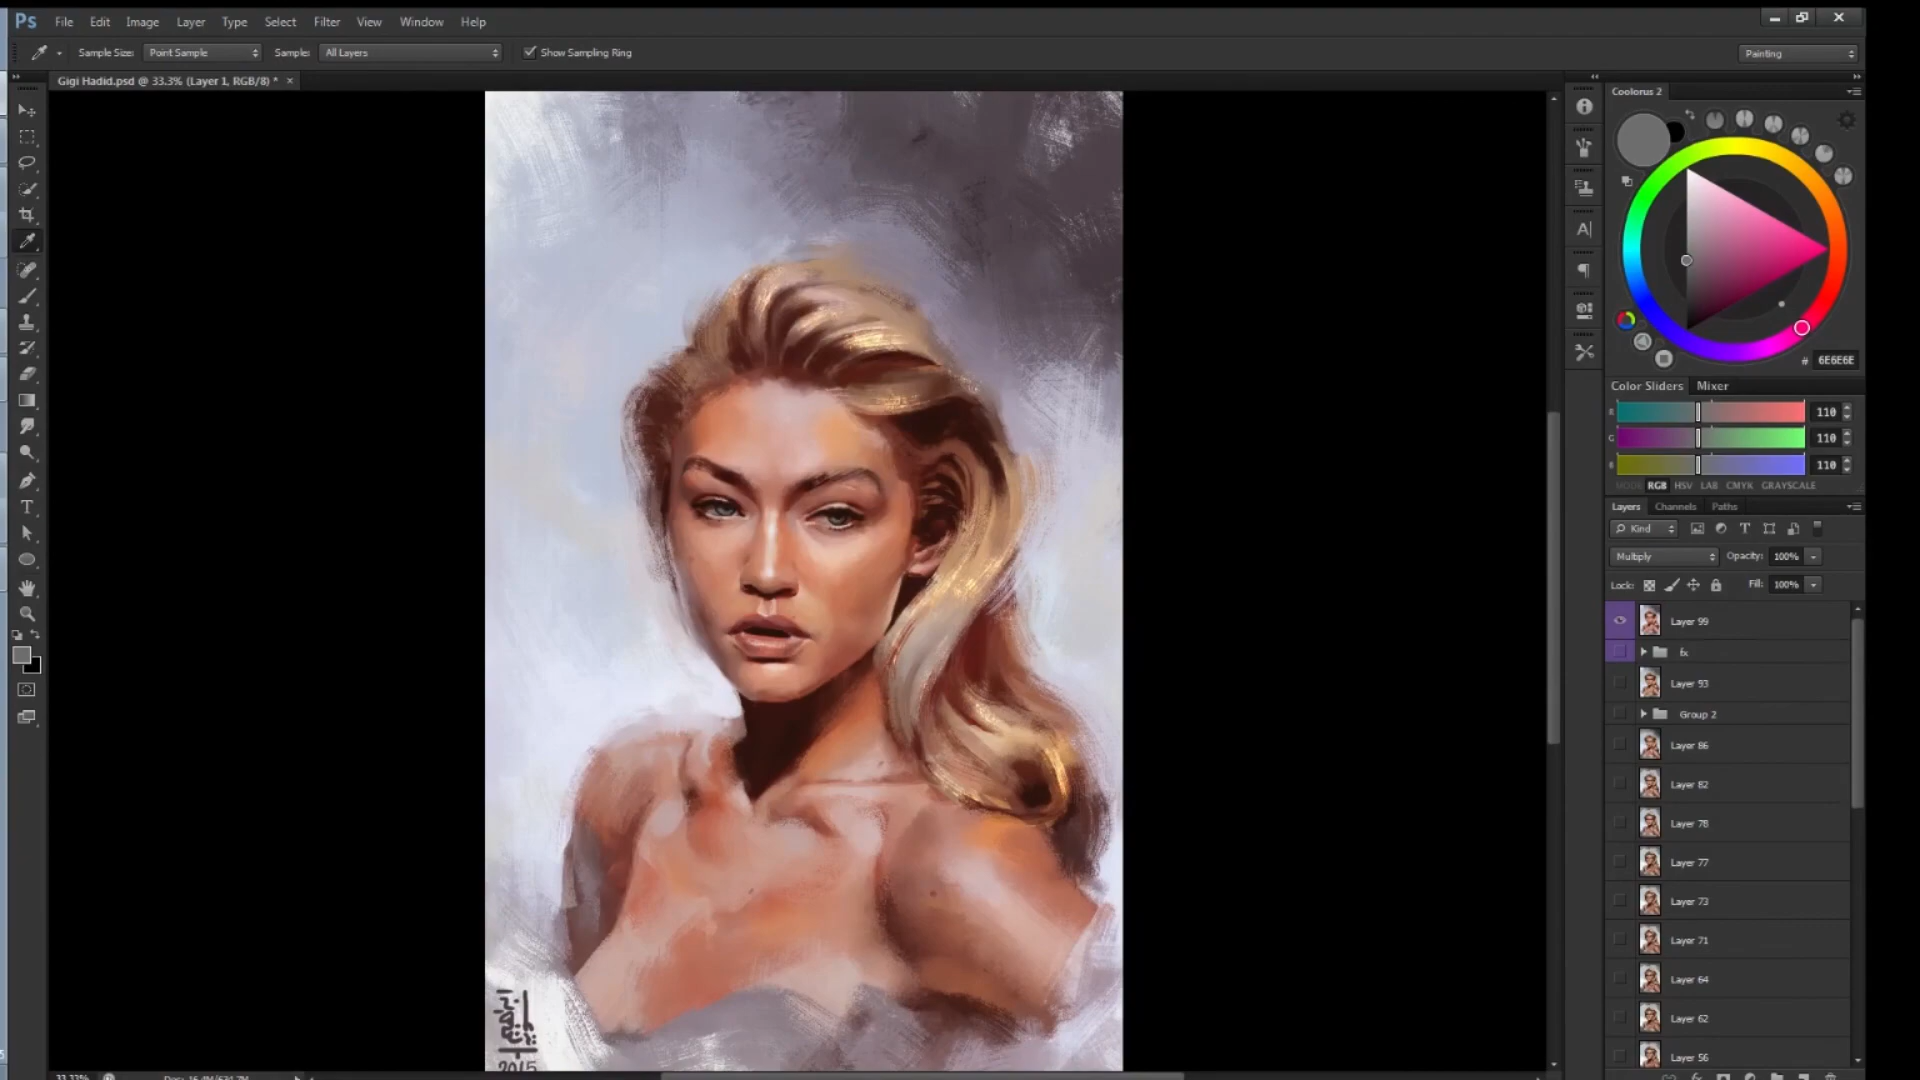 Ps File Edit Image Layer Type Select Filter View Window Help
Sample Size: Point Sample Sample: All Layers Show Sampling Ring Painting
Gigi Hadid.psd @ 33.3% (Layer 1, RGB/8) * ×
Coolorus 2
# 6E6E6E
Color Sliders Mixer
R 110
G 110
B 110
MODE RGB HSV LAB CMYK GRAYSCALE
Layers Channels Paths
Kind
Multiply Opacity: 100%
Lock: Fill: 100%
Layer 99
fx
Layer 93
Group 2
Layer 86
Layer 82
Layer 78
Layer 77
Layer 73
Layer 71
Layer 64
Layer 62
Layer 56
2015
33.33%